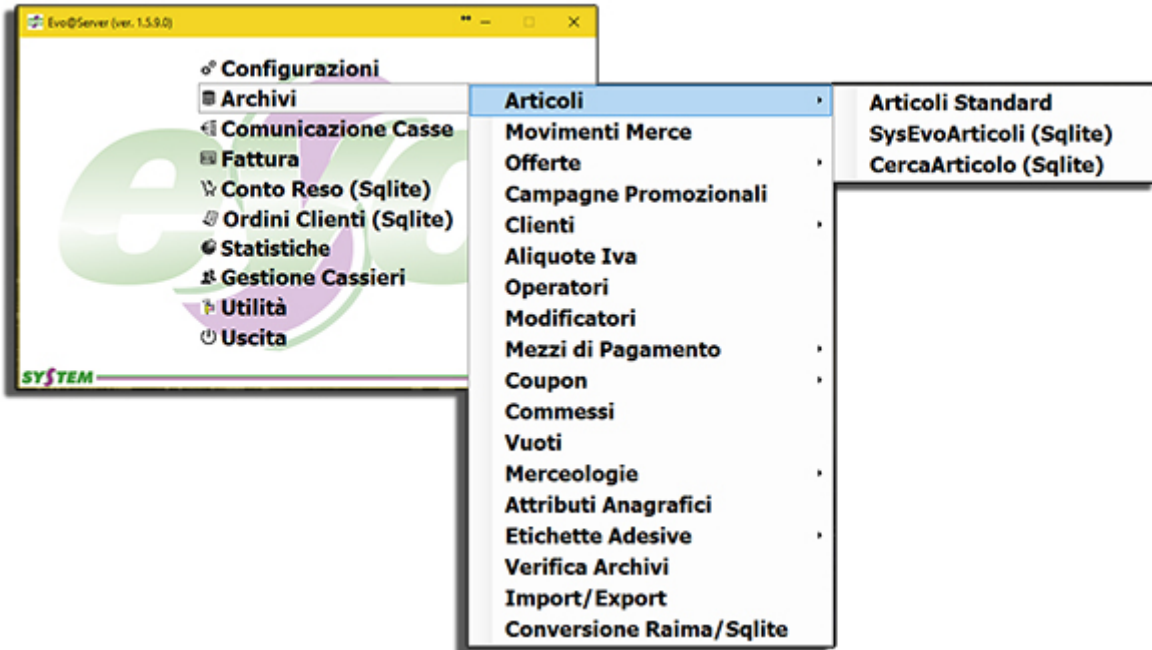 Evo@Server (ver. 1.5.9.0)
Configurazioni
Archivi
Comunicazione Casse
Fattura
Conto Reso (Sqlite)
Ordini Clienti (Sqlite)
Statistiche
Gestione Cassieri
Utilità
Uscita
evo
SYSTEM
Articoli
Movimenti Merce
Offerte
Campagne Promozionali
Clienti
Aliquote Iva
Operatori
Modificatori
Mezzi di Pagamento
Coupon
Commessi
Vuoti
Merceologie
Attributi Anagrafici
Etichette Adesive
Verifica Archivi
Import/Export
Conversione Raima/Sqlite
Articoli Standard
SysEvoArticoli (Sqlite)
CercaArticolo (Sqlite)